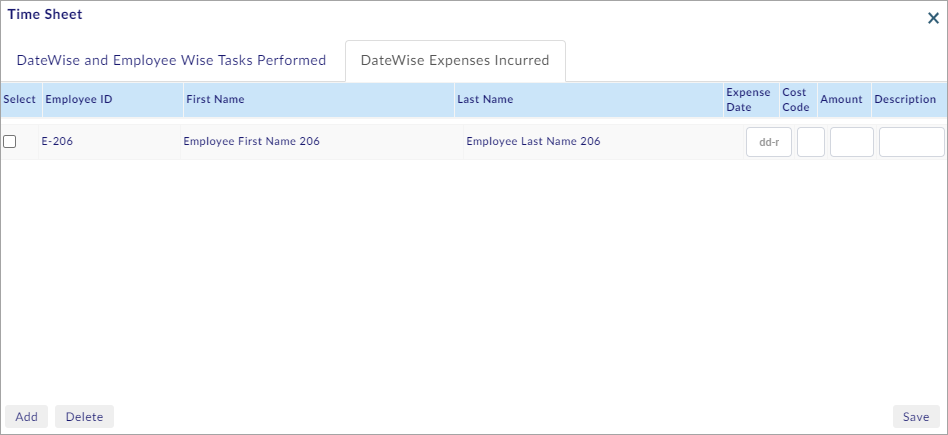 Time Sheet
DateWise and Employee Wise Tasks Performed
DateWise Expenses Incurred
Select Employee ID First Name Last Name Expense Date Cost Code Amount Description
E-206 Employee First Name 206 Employee Last Name 206 dd-r
Add Delete Save